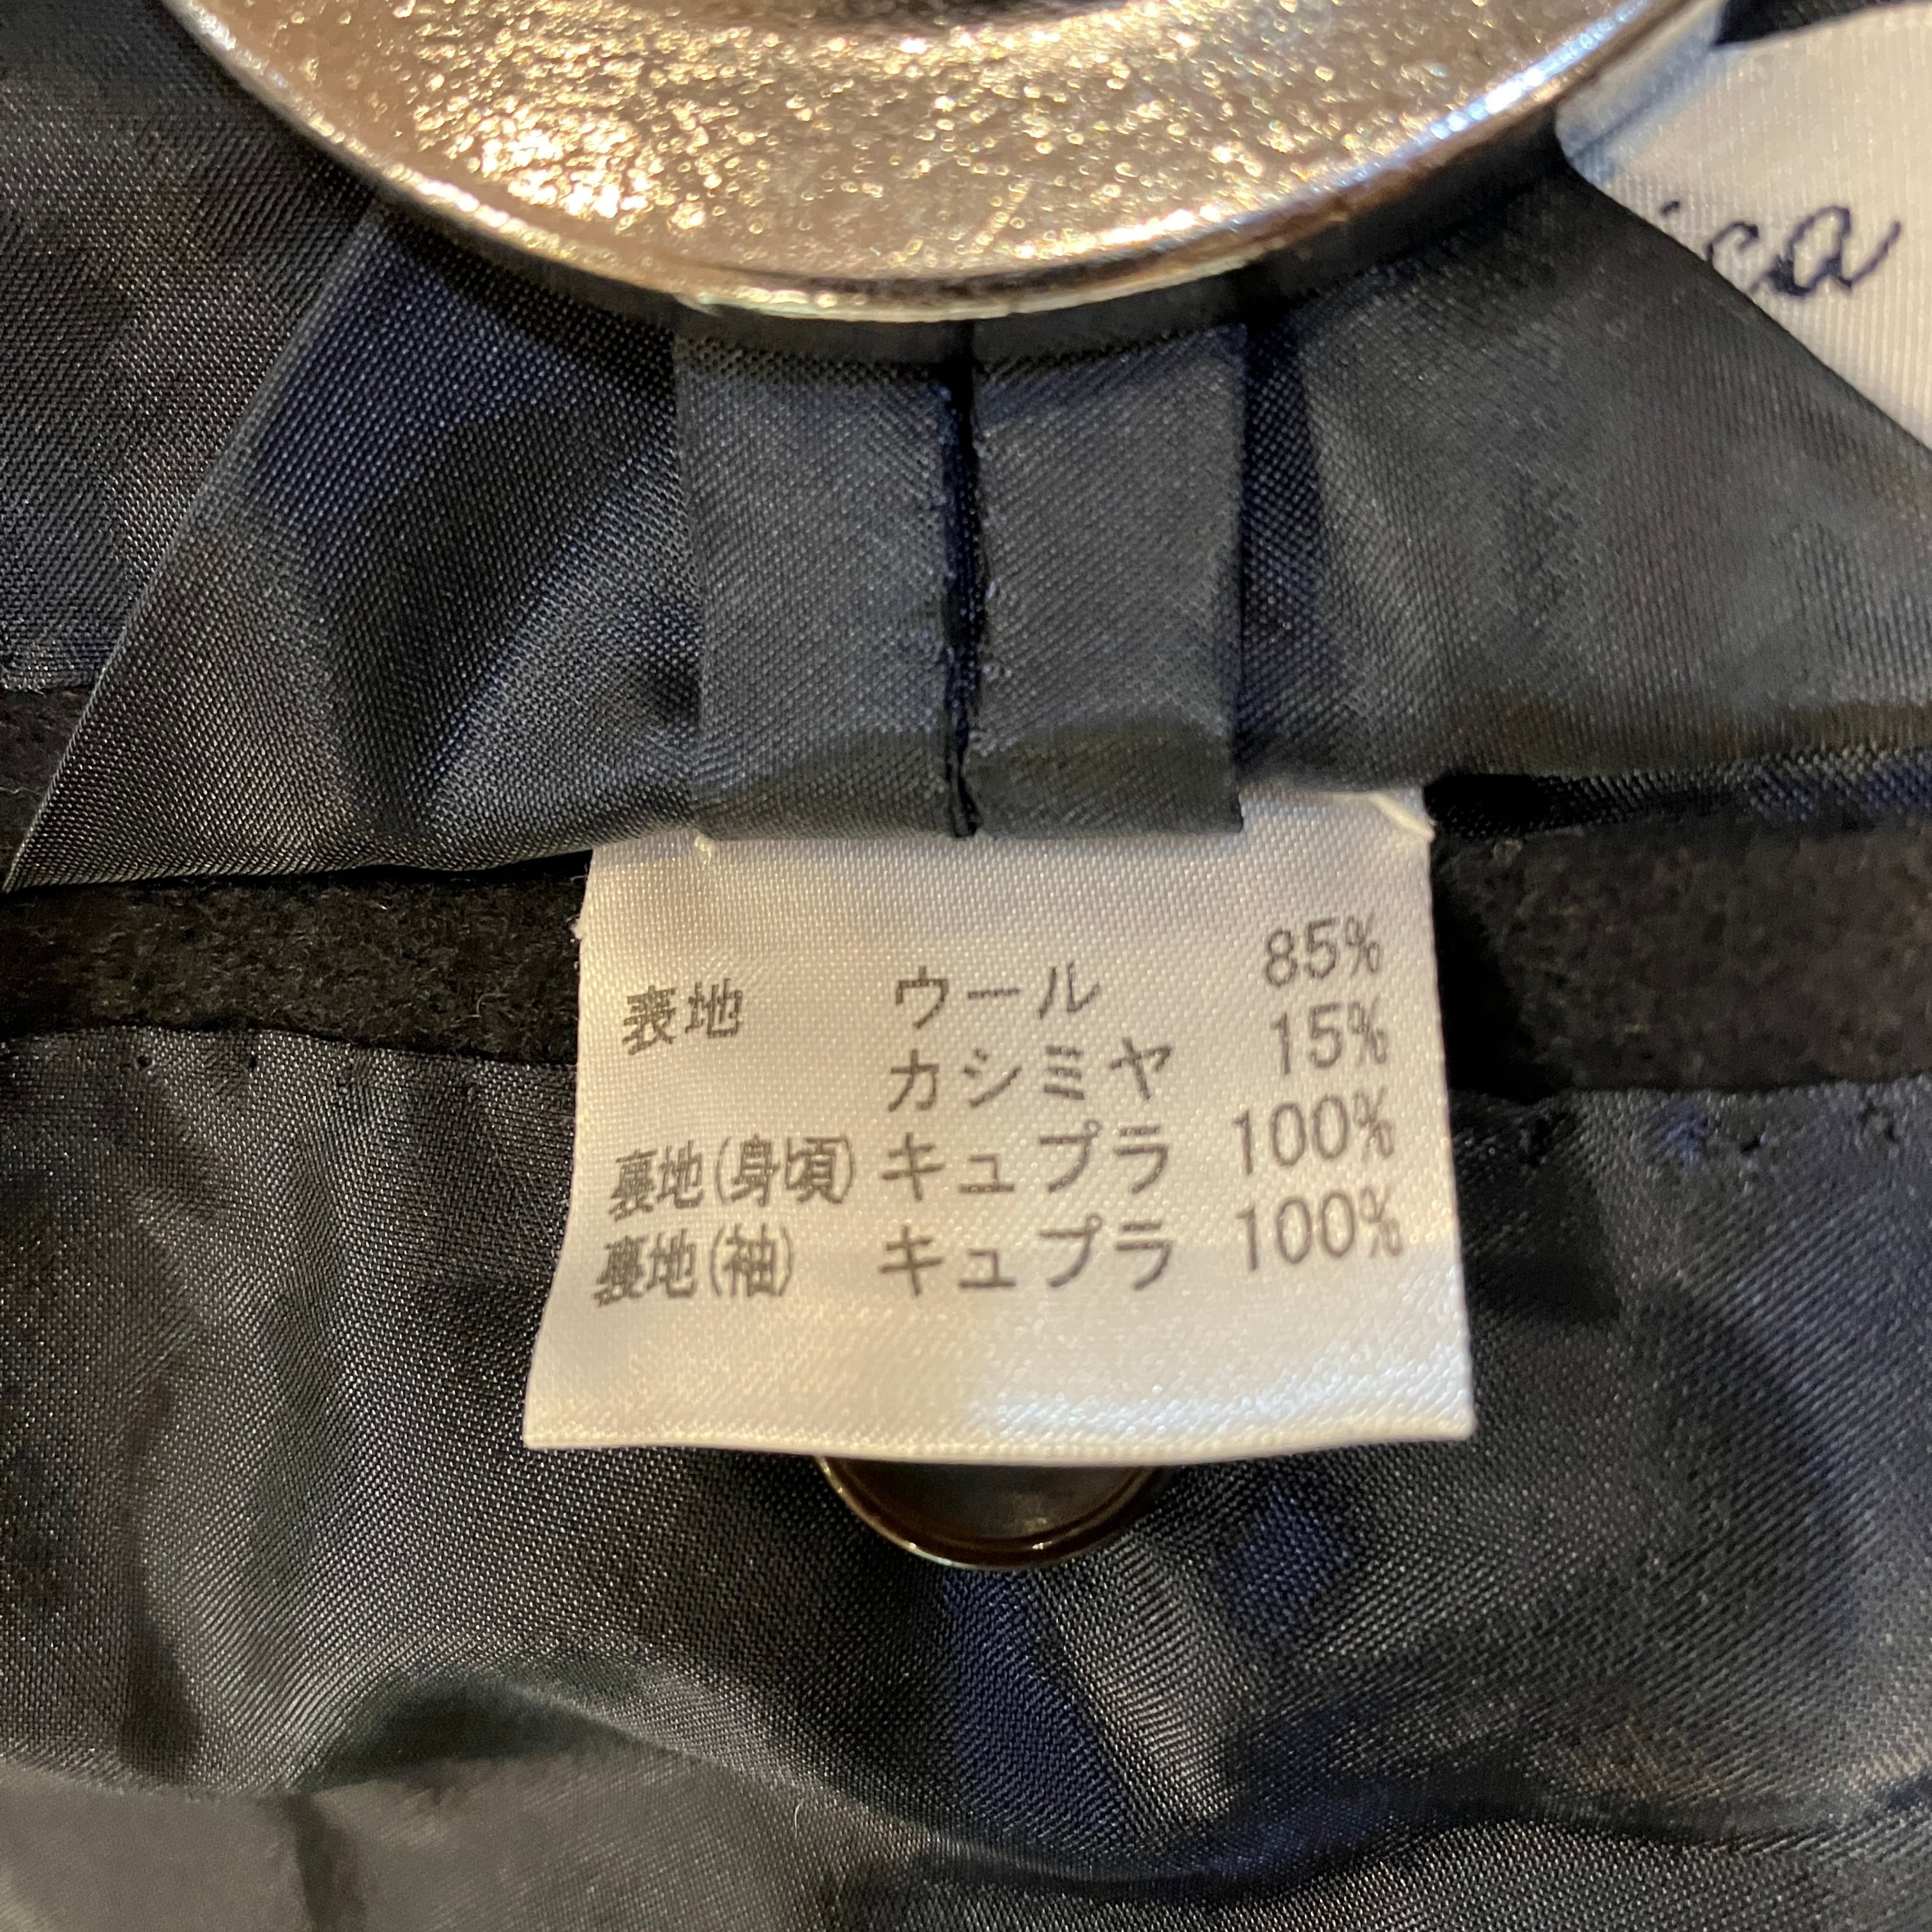 ica
表地 ウール 85%
カシミヤ 15%
裏地(身頃) キュプラ 100%
裏地(袖) キュプラ 100%